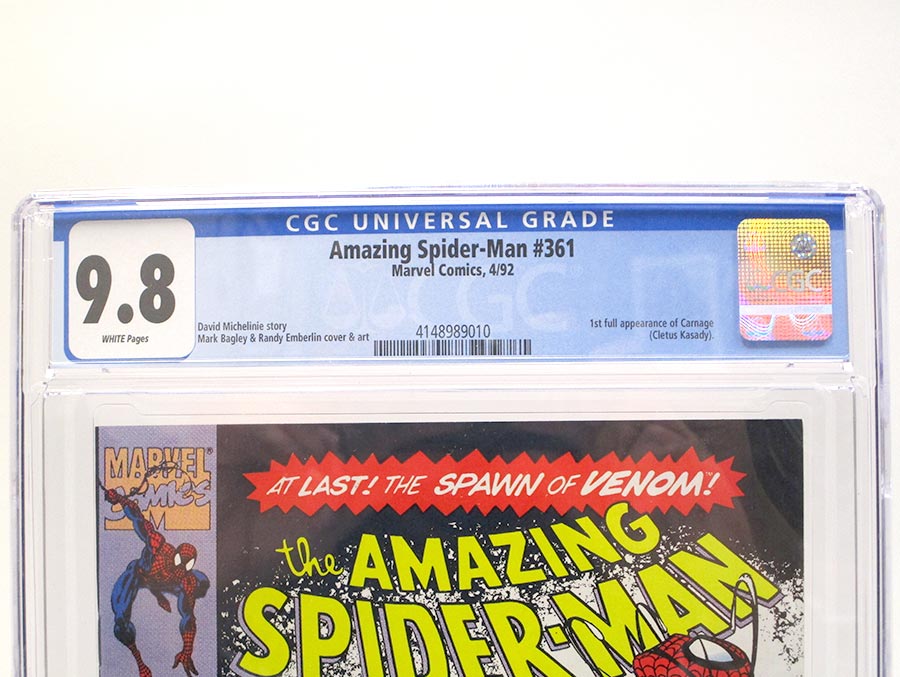 CGC UNIVERSAL GRADE
9.8
WHITE Pages
Amazing Spider-Man #361
Marvel Comics, 4/92
David Michelinie story
Mark Bagley & Randy Emberlin cover & art
4148989010
1st full appearance of Carnage
(Cletus Kasady).
CGC
CGC
MARVEL
COMICS
AT LAST! THE SPAWN OF VENOM!™
the AMAZING
SPIDER-MAN